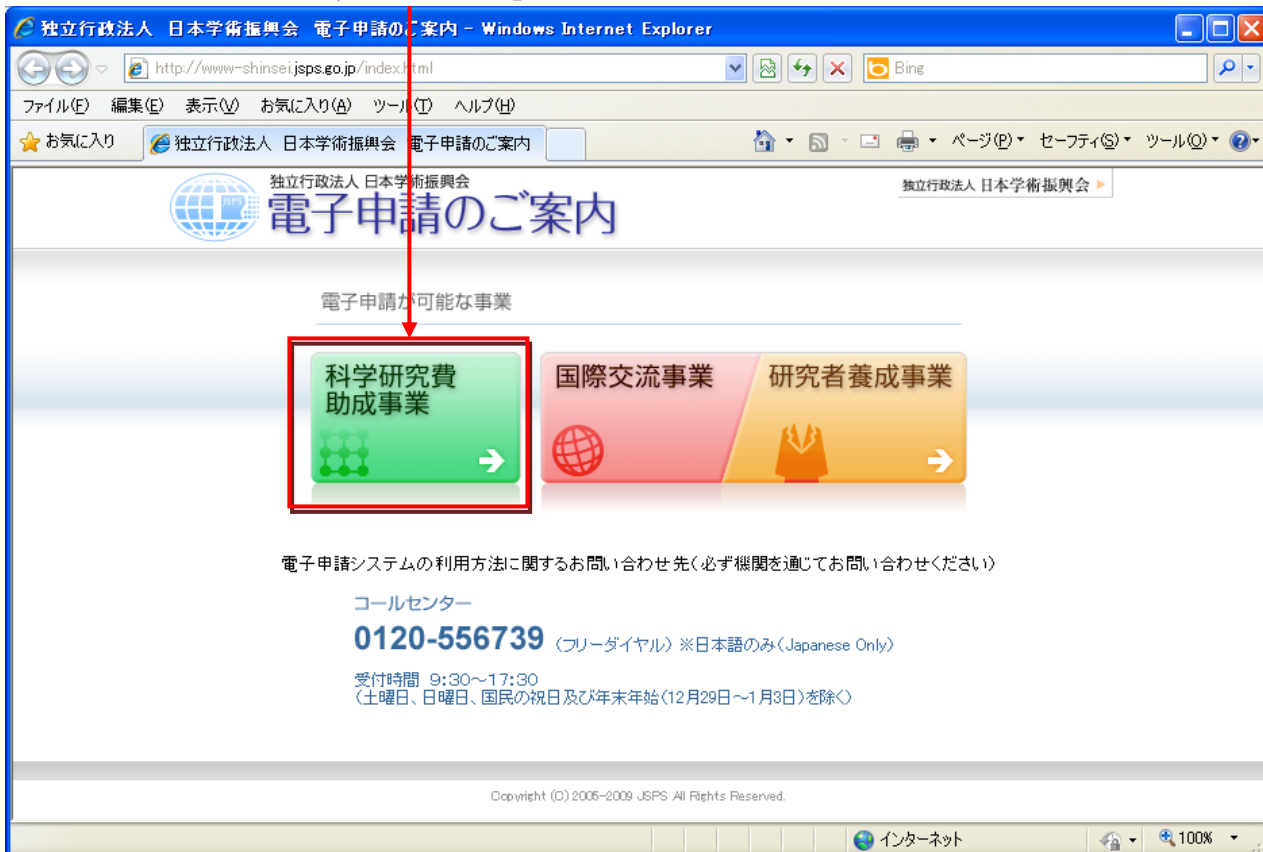 独立行政法人 日本学術振興会 電子申請のご案内 - Windows Internet Explorer
http://www-shinsei.jsps.go.jp/index.html
Bing
ファイル(F) 編集(E) 表示(V) お気に入り(A) ツール(T) ヘルプ(H)
お気に入り 独立行政法人 日本学術振興会 電子申請のご案内 ページ(P) セーフティ(S) ツール(O)
独立行政法人 日本学術振興会
JSPS
電子申請のご案内
独立行政法人 日本学術振興会
電子申請が可能な事業
科学研究費
助成事業
国際交流事業
研究者養成事業
電子申請システムの利用方法に関するお問い合わせ先(必ず機関を通じてお問い合わせください)
コールセンター
0120-556739 (フリーダイヤル) ※日本語のみ(Japanese Only)
受付時間 9:30~17:30
(土曜日、日曜日、国民の祝日及び年末年始(12月29日~1月3日)を除く)
Copyright (C) 2005-2009 JSPS All Rights Reserved.
インターネット 100%